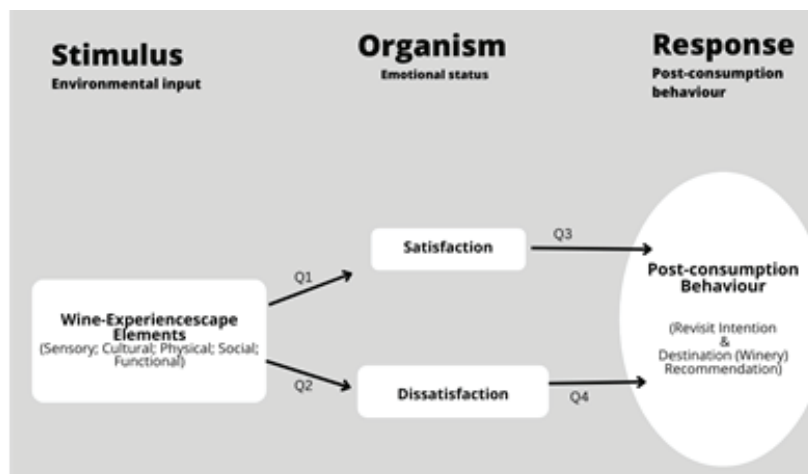 Stimulus
Environmental input
Organism
Emotional status
Response
Post-consumption
behaviour
Q1
Q2
Wine-Experiencescape
Elements
(Sensory; Cultural; Physical; Social;
Functional)
Satisfaction
Dissatisfaction
Q3
Q4
Post-consumption
Behaviour
(Revisit Intention
&
Destination (Winery)
Recommendation)